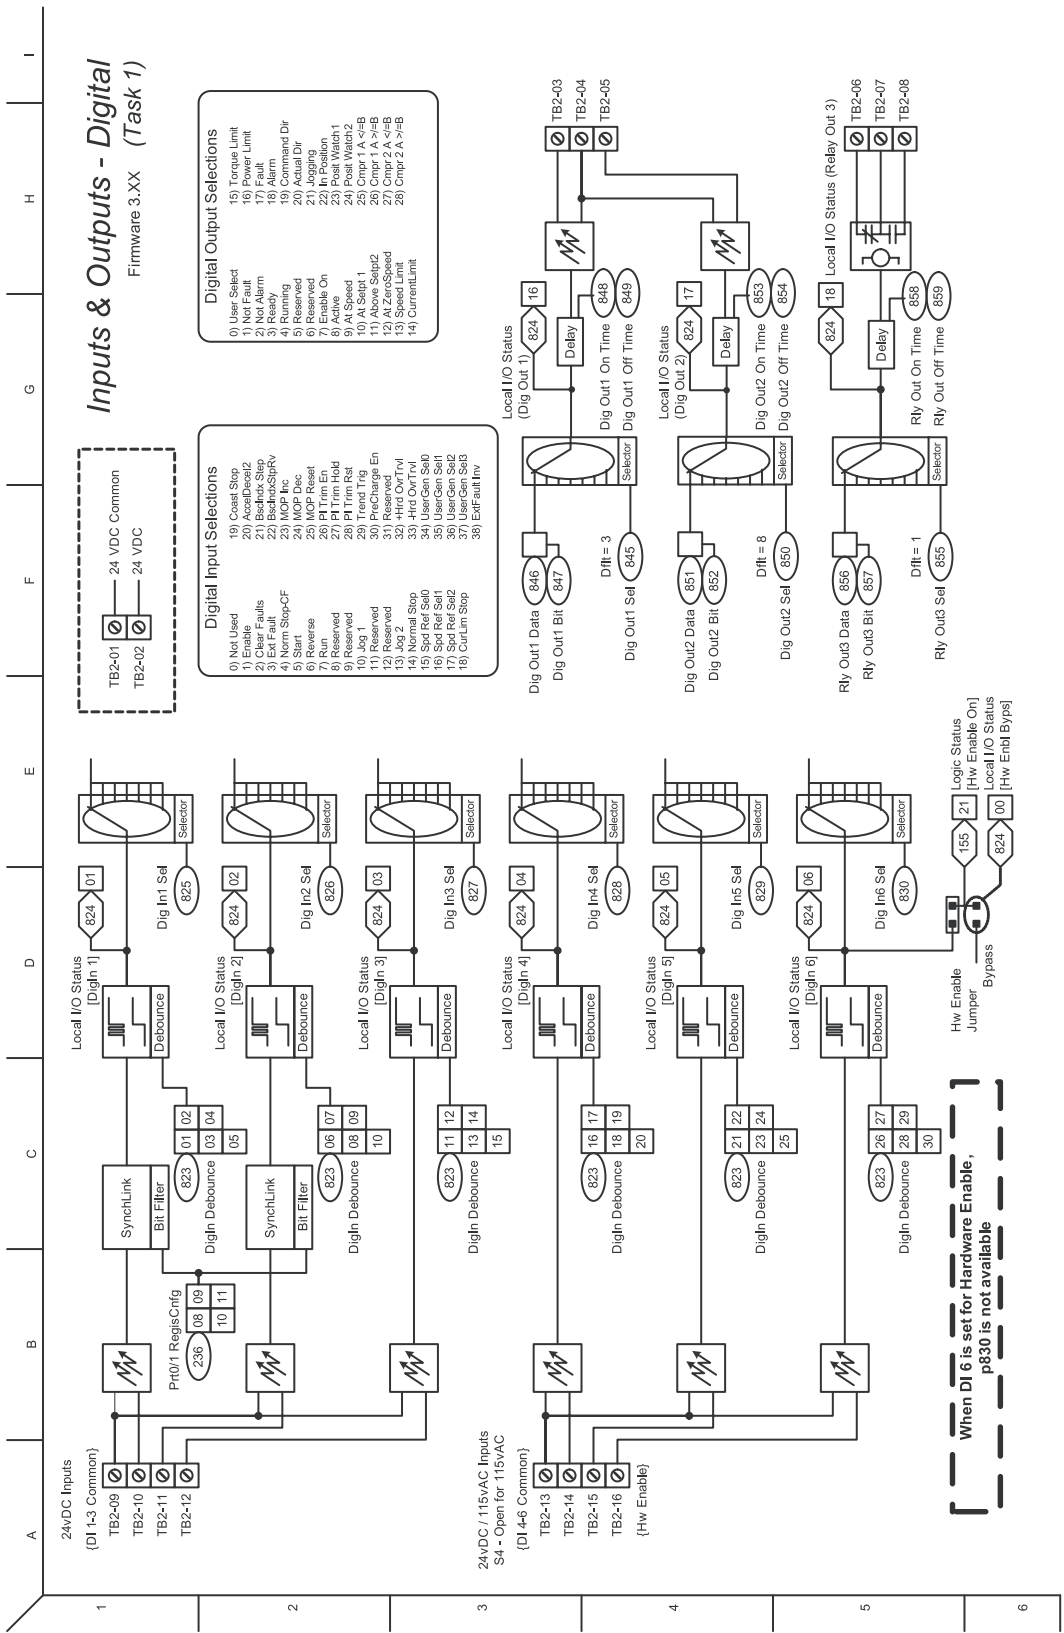 A
B
C
D
E
F
G
H
I
1
2
3
4
5
6
Inputs & Outputs - Digital
Firmware 3.XX (Task 1)
TB2-01
24 VDC Common
TB2-02
24 VDC
Digital Input Selections
0) Not Used
1) Enable
2) Clear Faults
3) Ext Fault
4) Norm Stop-CF
5) Start
6) Reverse
7) Run
8) Reserved
9) Reserved
10) Jog 1
11) Reserved
12) Reserved
13) Jog 2
14) Normal Stop
15) Spd Ref Sel0
16) Spd Ref Sel1
17) Spd Ref Sel2
18) CurLim Stop
19) Coast Stop
20) AccelDecel2
21) BscIndx Step
22) BscIndxStpRv
23) MOP Inc
24) MOP Dec
25) MOP Reset
26) PI Trim En
27) PI Trim Hold
28) PI Trim Rst
29) Trend Trig
30) PreCharge En
31) Reserved
32) +Hrd OvrTrvl
33) -Hrd OvrTrvl
34) UserGen Sel0
35) UserGen Sel1
36) UserGen Sel2
37) UserGen Sel3
38) ExtFault Inv
Digital Output Selections
0) User Select
1) Not Fault
2) Not Alarm
3) Ready
4) Running
5) Reserved
6) Reserved
7) Enable On
8) Active
9) At Speed
10) At Setpt 1
11) Above Setpt2
12) At ZeroSpeed
13) Speed Limit
14) CurrentLimit
15) Torque Limit
16) Power Limit
17) Fault
18) Alarm
19) Command Dir
20) Actual Dir
21) Jogging
22) In Position
23) Posit Watch1
24) Posit Watch2
25) Cmpr 1 A </=B
26) Cmpr 1 A >/=B
27) Cmpr 2 A </=B
28) Cmpr 2 A >/=B
24vDC Inputs
{DI 1-3 Common}
TB2-09
TB2-10
TB2-11
TB2-12
Prt0/1 RegisCnfg
236
08 09
10 11
SynchLink
Bit Filter
823
01 02
03 04
05
DigIn Debounce
Debounce
Local I/O Status
[DigIn 1]
824
01
Dig In1 Sel
825
Selector
SynchLink
Bit Filter
823
06 07
08 09
10
DigIn Debounce
Debounce
Local I/O Status
[DigIn 2]
824
02
Dig In2 Sel
826
Selector
823
11 12
13 14
15
DigIn Debounce
Debounce
Local I/O Status
[DigIn 3]
824
03
Dig In3 Sel
827
Selector
24vDC / 115vAC Inputs
S4 - Open for 115vAC
{DI 4-6 Common}
TB2-13
TB2-14
TB2-15
TB2-16
{Hw Enable}
823
16 17
18 19
20
DigIn Debounce
Debounce
Local I/O Status
[DigIn 4]
824
04
Dig In4 Sel
828
Selector
823
21 22
23 24
25
DigIn Debounce
Debounce
Local I/O Status
[DigIn 5]
824
05
Dig In5 Sel
829
Selector
823
26 27
28 29
30
DigIn Debounce
Debounce
Local I/O Status
[DigIn 6]
824
06
Dig In6 Sel
830
Selector
Hw Enable
Jumper
Bypass
155
21
Logic Status
[Hw Enable On]
824
00
Local I/O Status
[Hw Enbl Byps]
When DI 6 is set for Hardware Enable,
p830 is not available
Dig Out1 Data
846
Dig Out1 Bit
847
Dflt = 3
Dig Out1 Sel
845
Selector
Local I/O Status
(Dig Out 1)
824
16
Delay
Dig Out1 On Time
848
Dig Out1 Off Time
849
TB2-03
TB2-04
TB2-05
Dig Out2 Data
851
Dig Out2 Bit
852
Dflt = 8
Dig Out2 Sel
850
Selector
Local I/O Status
(Dig Out 2)
824
17
Delay
Dig Out2 On Time
853
Dig Out2 Off Time
854
Rly Out3 Data
856
Rly Out3 Bit
857
Dflt = 1
Rly Out3 Sel
855
Selector
824
18
Local I/O Status (Relay Out 3)
Delay
Rly Out On Time
858
Rly Out Off Time
859
TB2-06
TB2-07
TB2-08